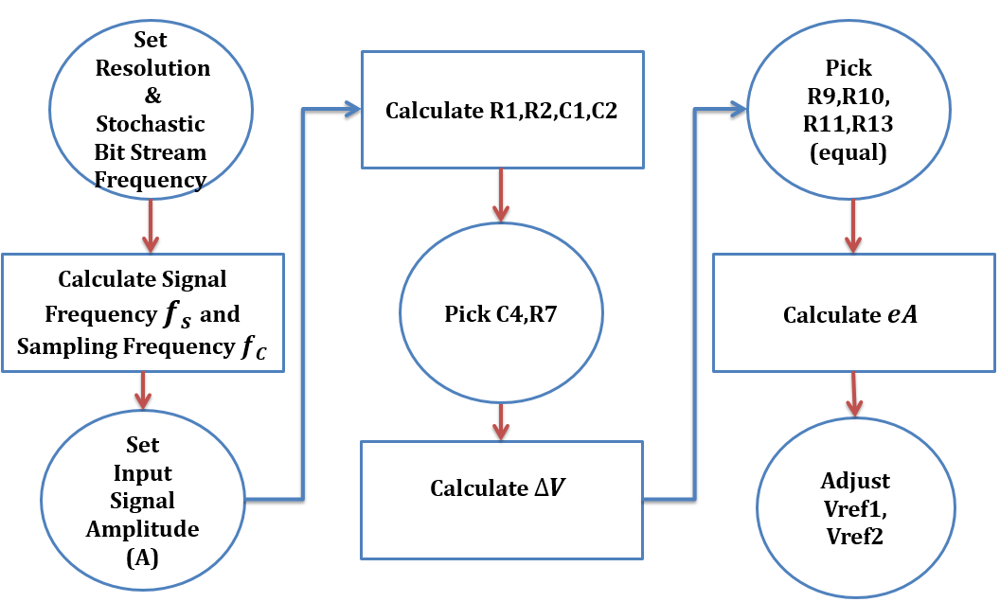 Set
Resolution
&
Stochastic
Bit Stream
Frequency
Calculate Signal
Frequency fs and
Sampling Frequency fC
Set
Input
Signal
Amplitude
(A)
Calculate R1,R2,C1,C2
Pick C4,R7
Calculate ΔV
Pick
R9,R10,
R11,R13
(equal)
Calculate eA
Adjust
Vref1,
Vref2